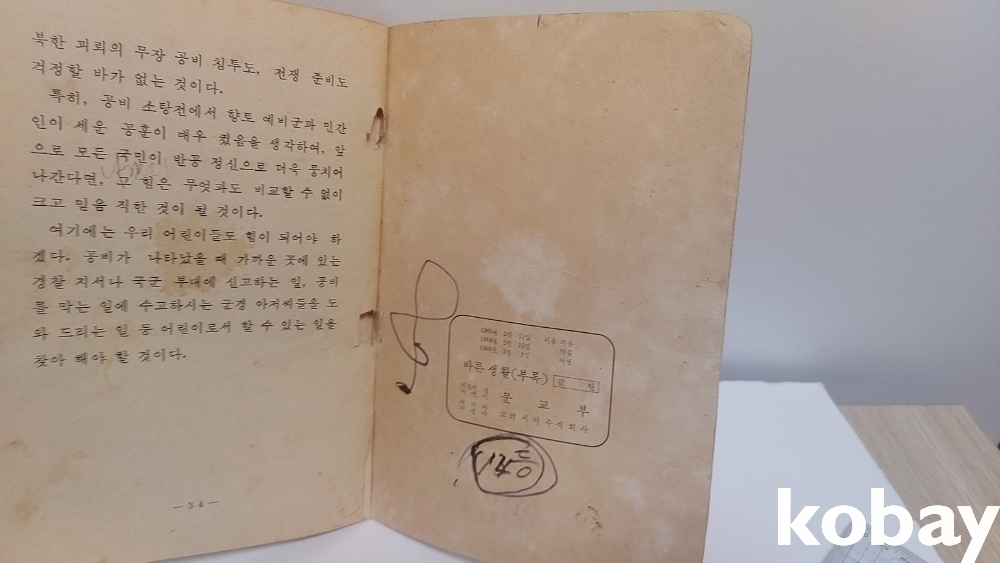 북한 괴뢰의 무장 공비 침투도, 전쟁 준비도
걱정할 바가 없는 것이다.
특히, 공비 소탕전에서 향토 예비군과 민간
인이 세운 공훈이 매우 컸음을 생각하여, 앞
으로 모든 국민이 반공 정신으로 더욱 뭉치어
나간다면, 그 힘은 무엇과도 비교할 수 없이
크고 믿음 직한 것이 될 것이다.
여기에는 우리 어린이들도 힘이 되어야 하
겠다. 공비가 나타났을 때 가까운 곳에 있는
경찰 지서나 국군 부대에 신고하는 일, 공비
를 막는 일에 수고하시는 군경 아저씨들을 도
와 드리는 일 등 어린이로서 할 수 있는 일을
찾아 해야 할 것이다.
— 34 —
바른 생활(부록)
문 교 부
고려서적주식회사
kobay